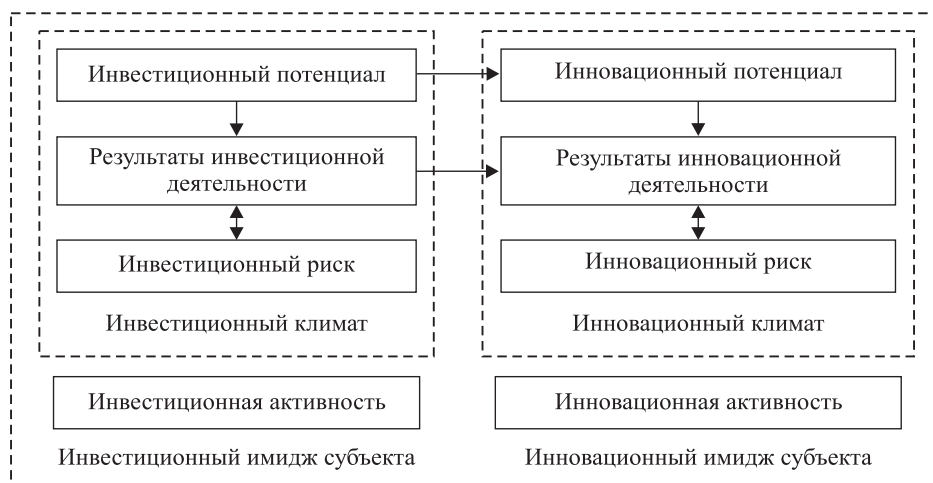 Инвестиционный потенциал
Результаты инвестиционной
деятельности
Инвестиционный риск
Инвестиционный климат
Инвестиционная активность
Инвестиционный имидж субъекта
Инновационный потенциал
Результаты инновационной
деятельности
Инновационный риск
Инновационный климат
Инновационная активность
Инновационный имидж субъекта